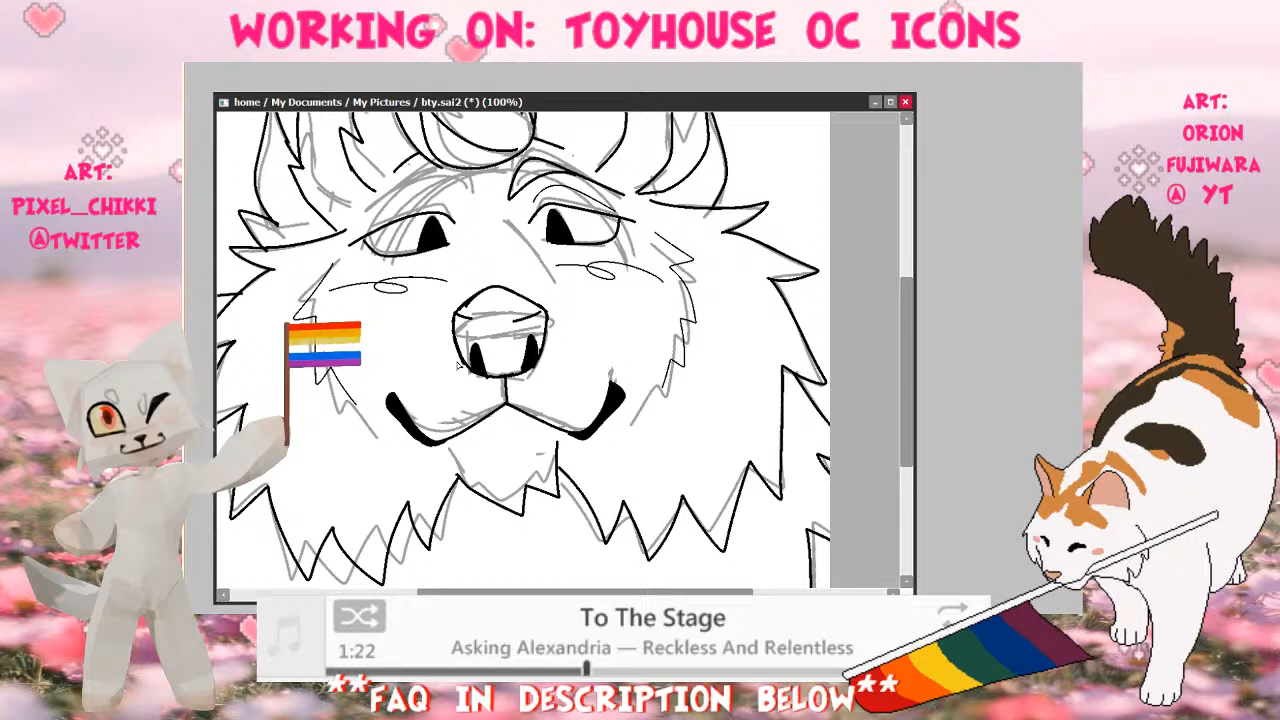 WORKING ON: TOYHOUSE OC ICONS
home / My Documents / My Pictures / bty.sai2 (*) (100%)
ART:
PIXEL_CHIKKI
@TWITTER
ART:
ORION
FUJIWARA
@ YT
To The Stage
1:22
Asking Alexandria — Reckless And Relentless
**FAQ IN DESCRIPTION BELOW**